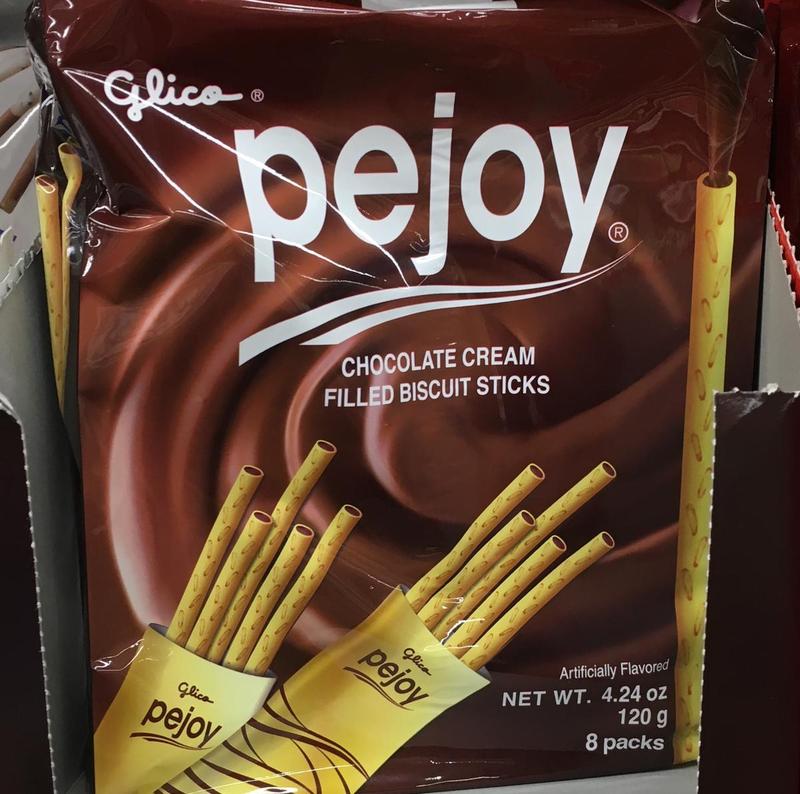 Glico®
pejoy®
CHOCOLATE CREAM
FILLED BISCUIT STICKS
Glico
pejoy
Glico
pejoy
Artificially Flavored
NET WT. 4.24 oz
120 g
8 packs